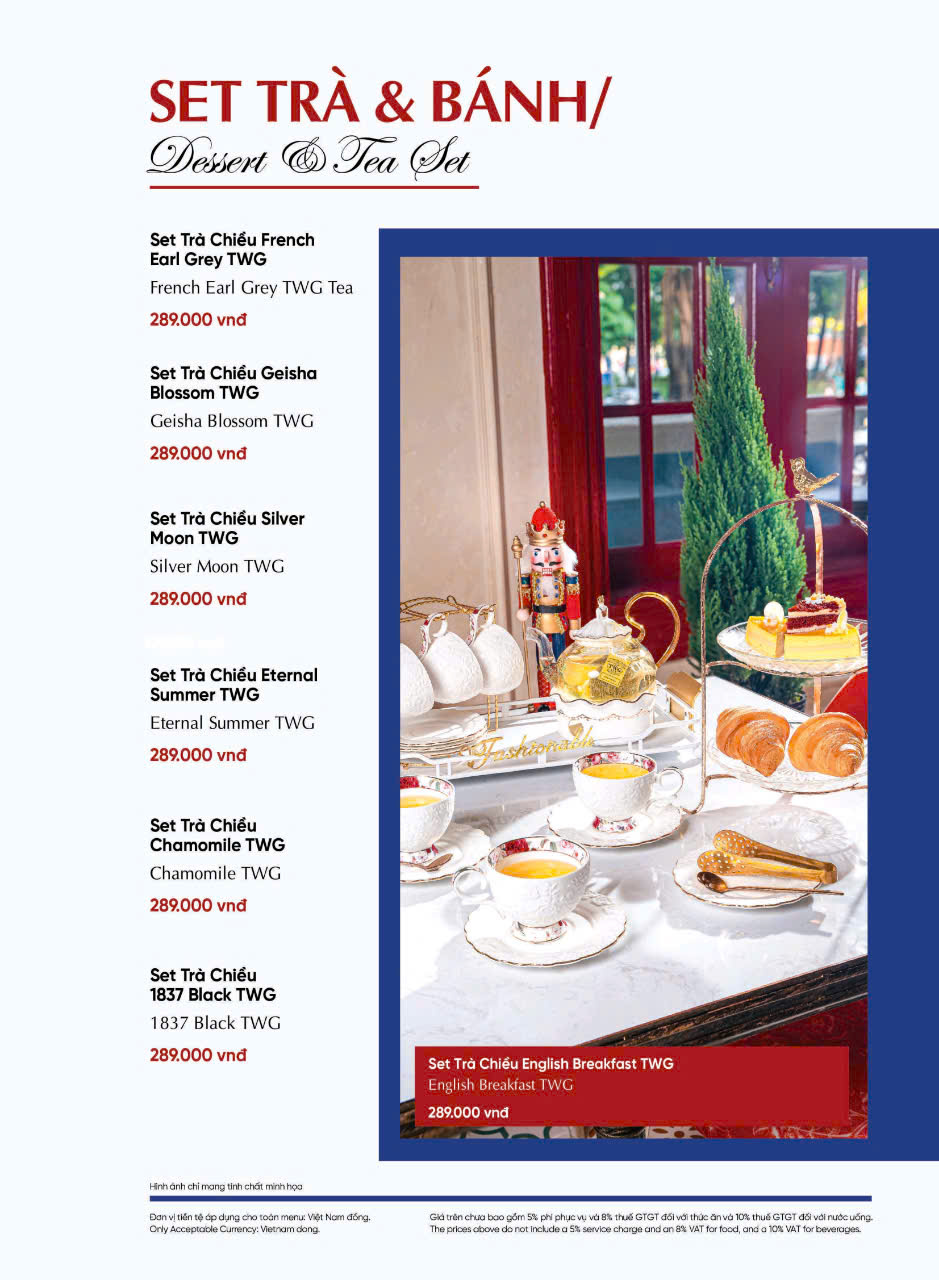 SET TRÀ & BÁNH/
Dessert & Tea Set
Set Trà Chiều French
Earl Grey TWG
French Earl Grey TWG Tea
289.000 vnđ
Set Trà Chiều Geisha
Blossom TWG
Geisha Blossom TWG
289.000 vnđ
Set Trà Chiều Silver
Moon TWG
Silver Moon TWG
289.000 vnđ
Set Trà Chiều Eternal
Summer TWG
Eternal Summer TWG
289.000 vnđ
Set Trà Chiều
Chamomile TWG
Chamomile TWG
289.000 vnđ
Set Trà Chiều
1837 Black TWG
1837 Black TWG
289.000 vnđ
TWG
Fashionable
Set Trà Chiều English Breakfast TWG
English Breakfast TWG
289.000 vnđ
Hình ảnh chỉ mang tính chất minh họa
Đơn vị tiền tệ áp dụng cho toàn menu: Việt Nam đồng.
Only Acceptable Currency: Vietnam dong.
Giá trên chưa bao gồm 5% phí phục vụ và 8% thuế GTGT đối với thức ăn và 10% thuế GTGT đối với nước uống.
The prices above do not include a 5% service charge and an 8% VAT for food, and a 10% VAT for beverages.